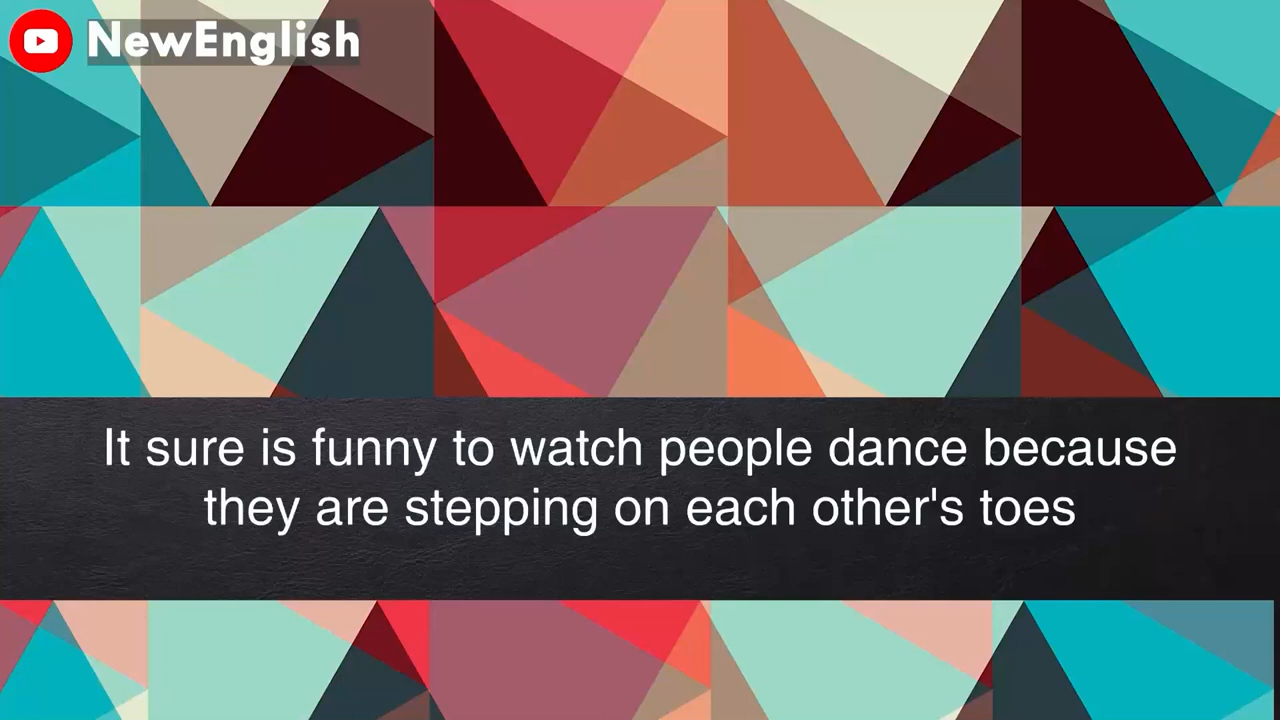 NewEnglish
It sure is funny to watch people dance because
they are stepping on each other's toes